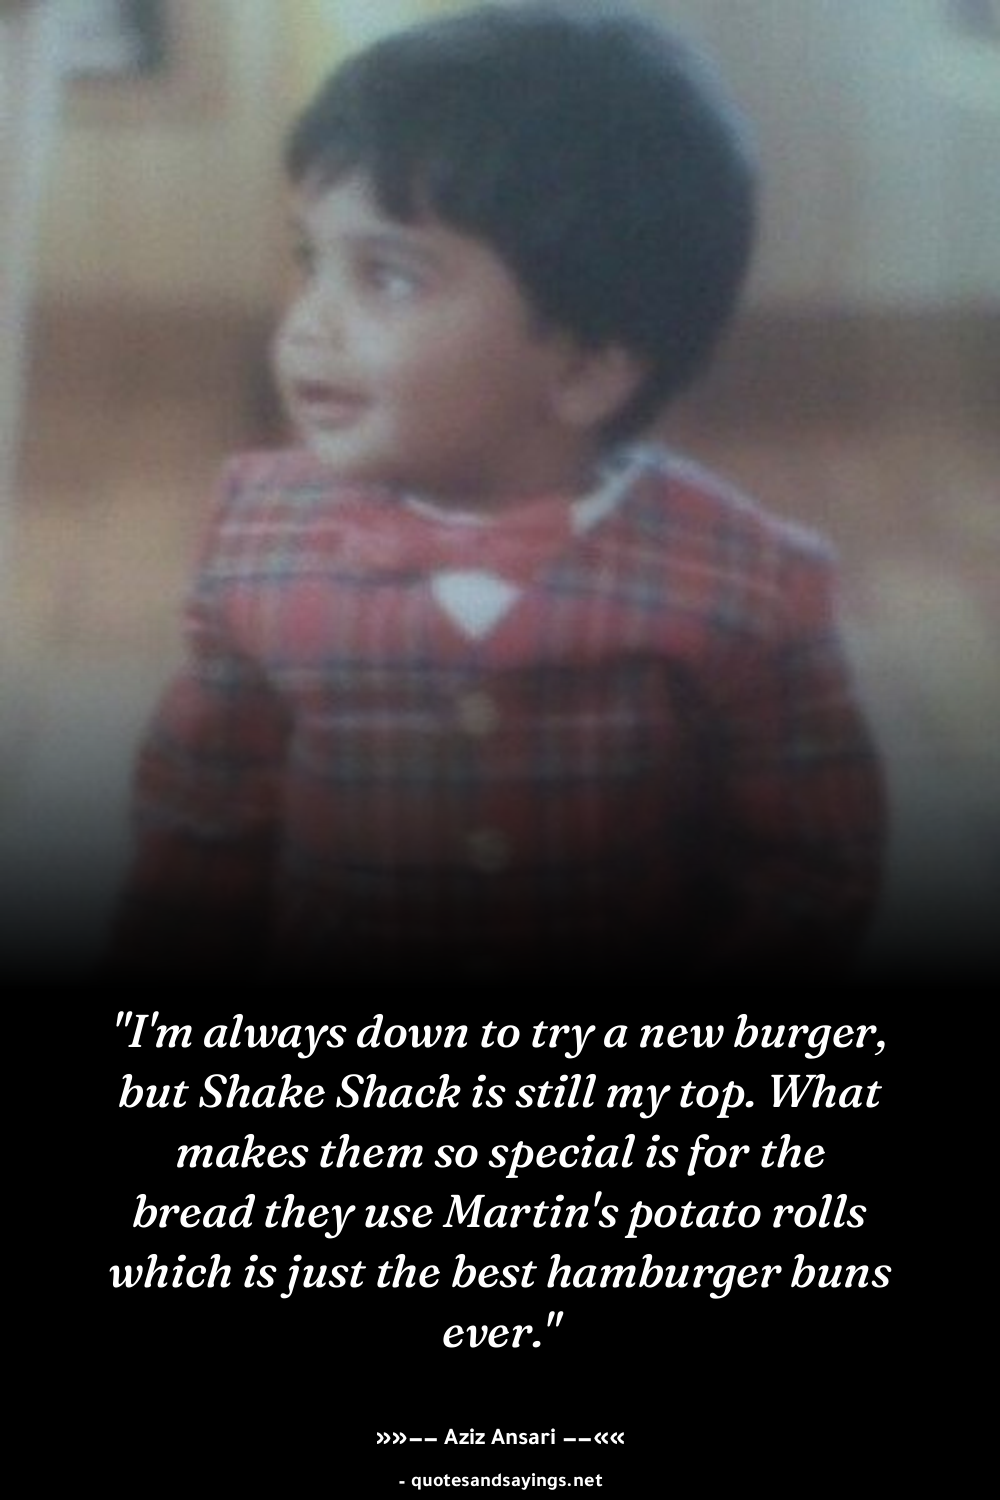 "I'm always down to try a new burger,
but Shake Shack is still my top. What
makes them so special is for the
bread they use Martin's potato rolls
which is just the best hamburger buns
ever."
»»—— Aziz Ansari ——««
- quotesandsayings.net